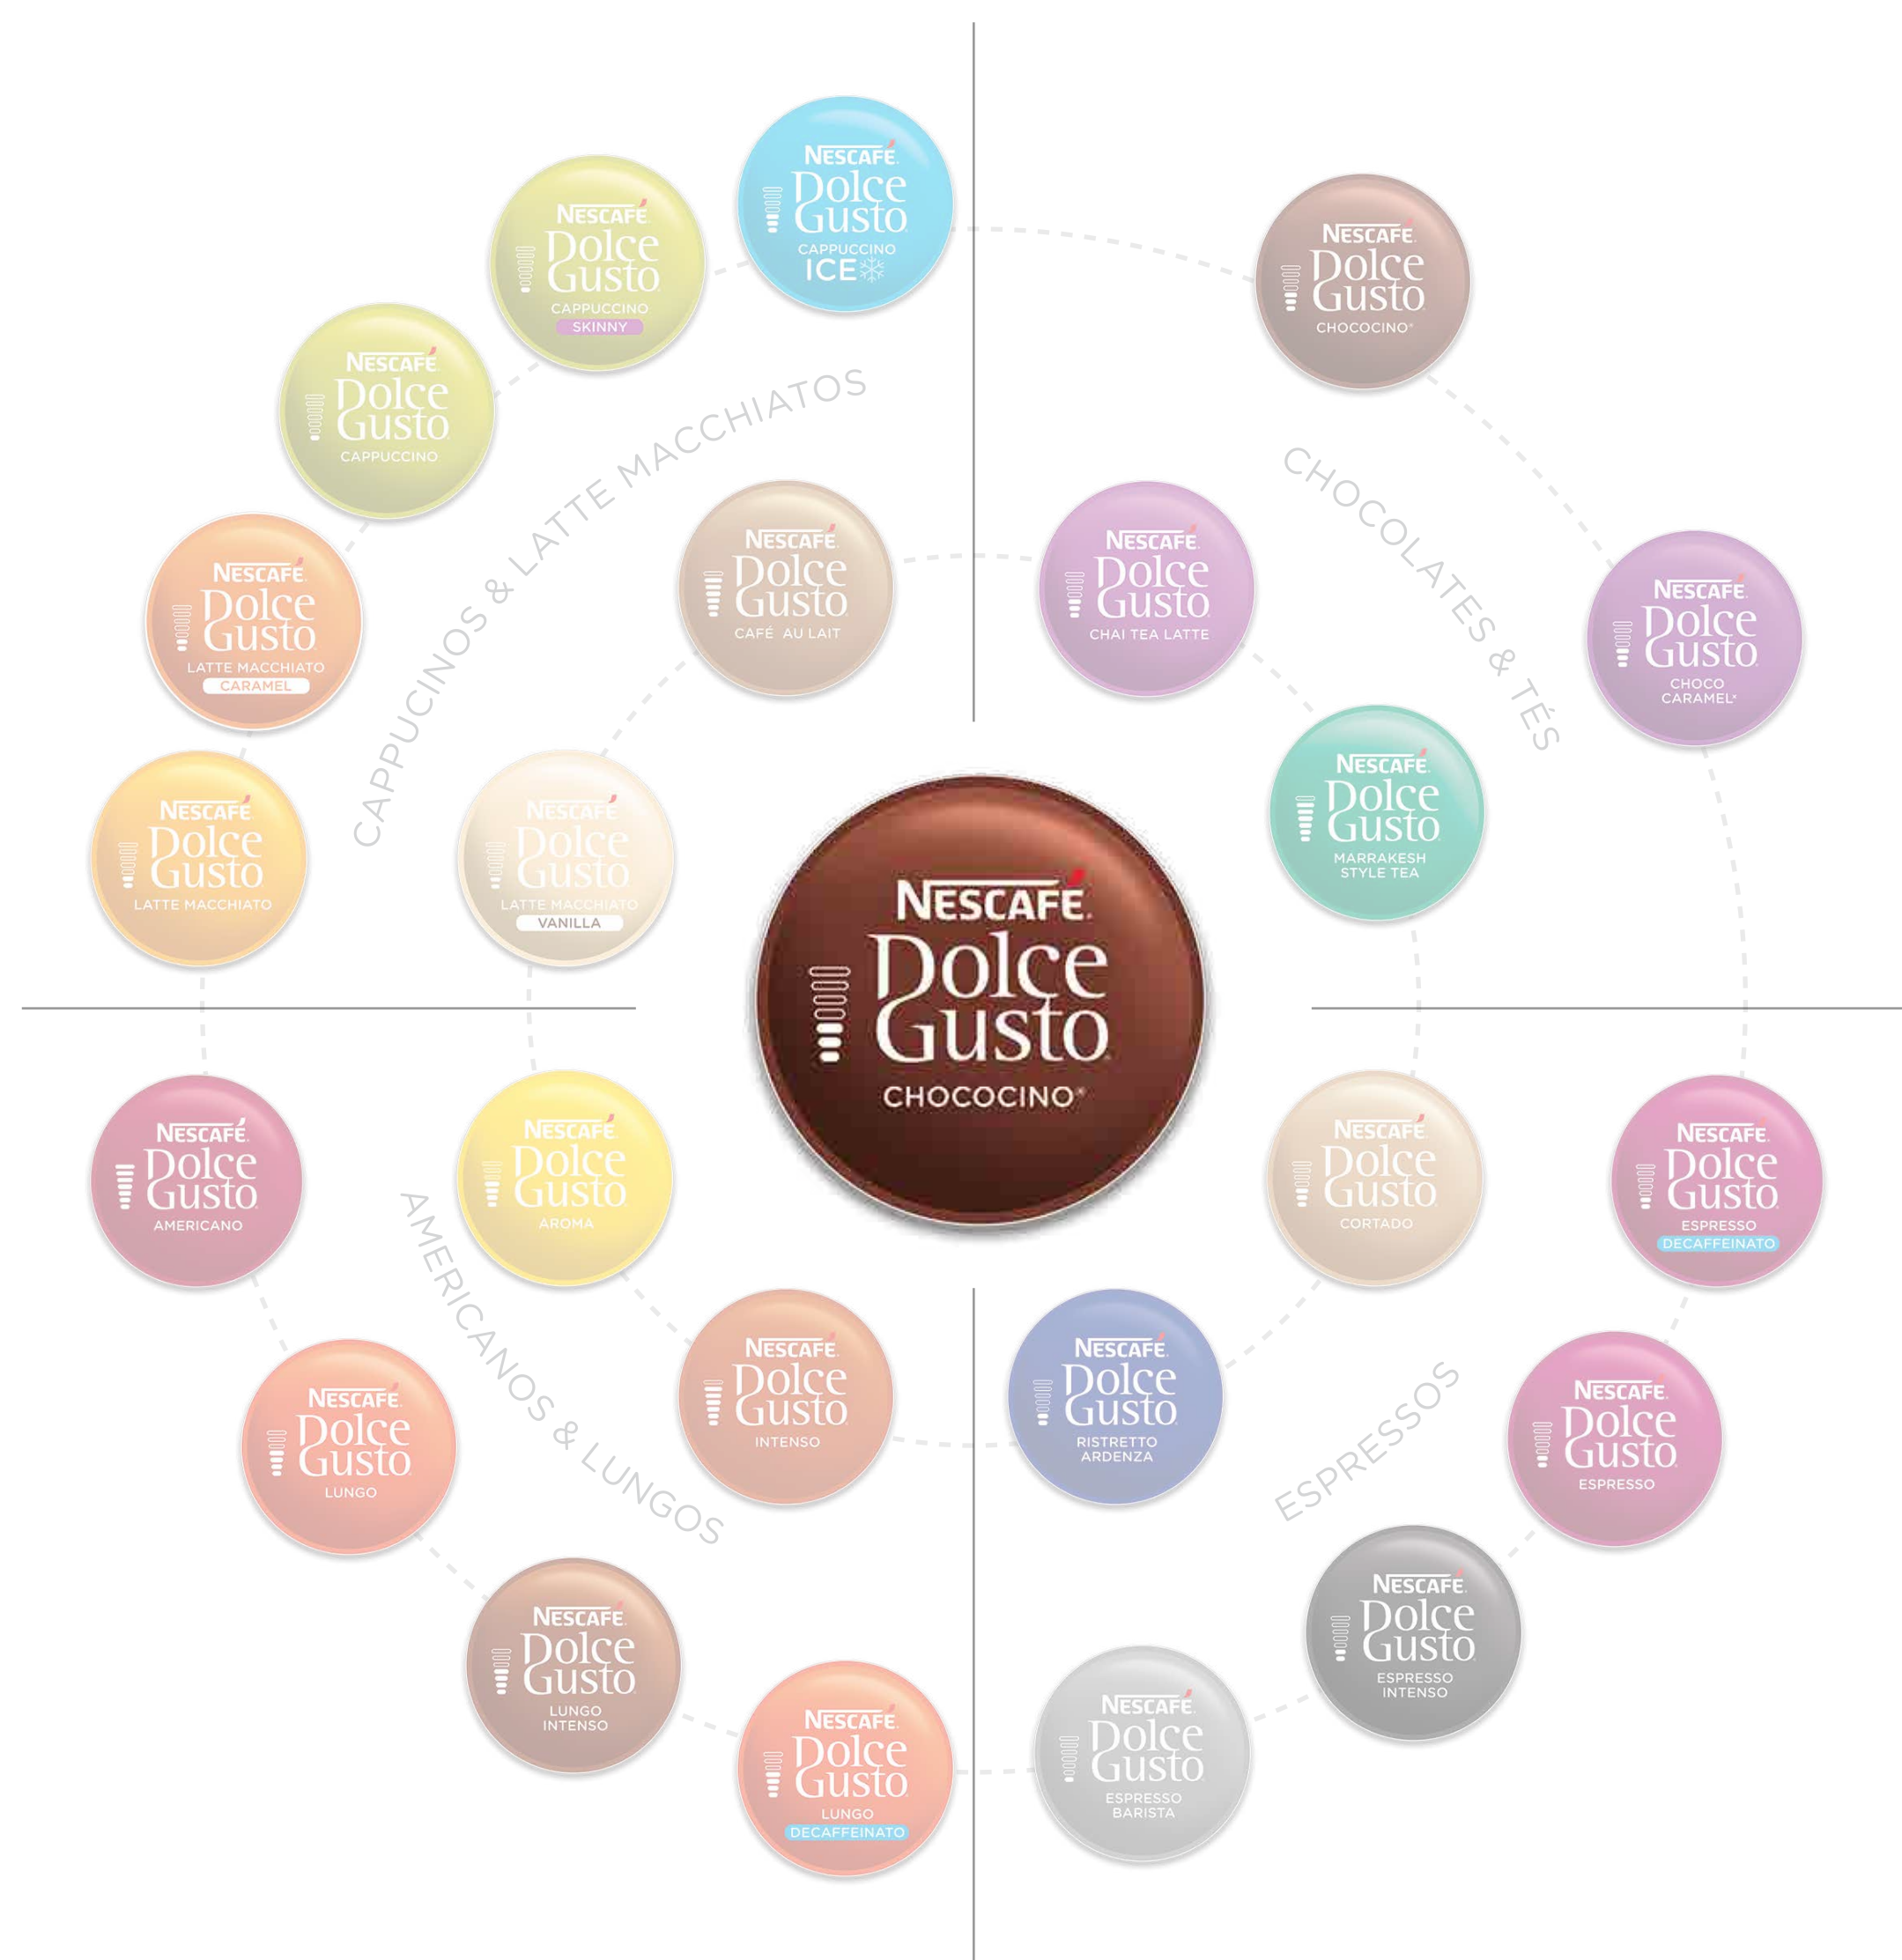 NESCAFÉ.
Dolce
Gusto
CAPPUCCINO
ICE
NESCAFÉ.
Dolce
Gusto
CAPPUCCINO
SKINNY
NESCAFÉ.
Dolce
Gusto
CAPPUCCINO
NESCAFÉ.
Dolce
Gusto
LATTE MACCHIATO
CARAMEL
NESCAFÉ.
Dolce
Gusto
LATTE MACCHIATO
CAPPUCINOS & LATTE MACCHIATOS
NESCAFÉ.
Dolce
Gusto
CAFÉ AU LAIT
NESCAFÉ.
Dolce
Gusto
LATTE MACCHIATO
VANILLA
NESCAFÉ.
Dolce
Gusto
CHOCOCINO®
NESCAFÉ.
Dolce
Gusto
CHOCO
CARAMEL®
CHOCOLATES & TÉS
NESCAFÉ.
Dolce
Gusto
CHAI TEA LATTE
NESCAFÉ.
Dolce
Gusto
MARRAKESH
STYLE TEA
NESCAFÉ.
Dolce
Gusto
CHOCOCINO®
NESCAFÉ.
Dolce
Gusto
AMERICANO
NESCAFÉ.
Dolce
Gusto
AROMA
AMERICANOS & LUNGOS
NESCAFÉ.
Dolce
Gusto
INTENSO
NESCAFÉ.
Dolce
Gusto
LUNGO
NESCAFÉ.
Dolce
Gusto
LUNGO
INTENSO
NESCAFÉ.
Dolce
Gusto
LUNGO
DECAFFEINATO
NESCAFÉ.
Dolce
Gusto
CORTADO
NESCAFÉ.
Dolce
Gusto
ESPRESSO
DECAFFEINATO
NESCAFÉ.
Dolce
Gusto
RISTRETTO
ARDENZA
ESPRESSOS
NESCAFÉ.
Dolce
Gusto
ESPRESSO
NESCAFÉ.
Dolce
Gusto
ESPRESSO
INTENSO
NESCAFÉ.
Dolce
Gusto
ESPRESSO
BARISTA